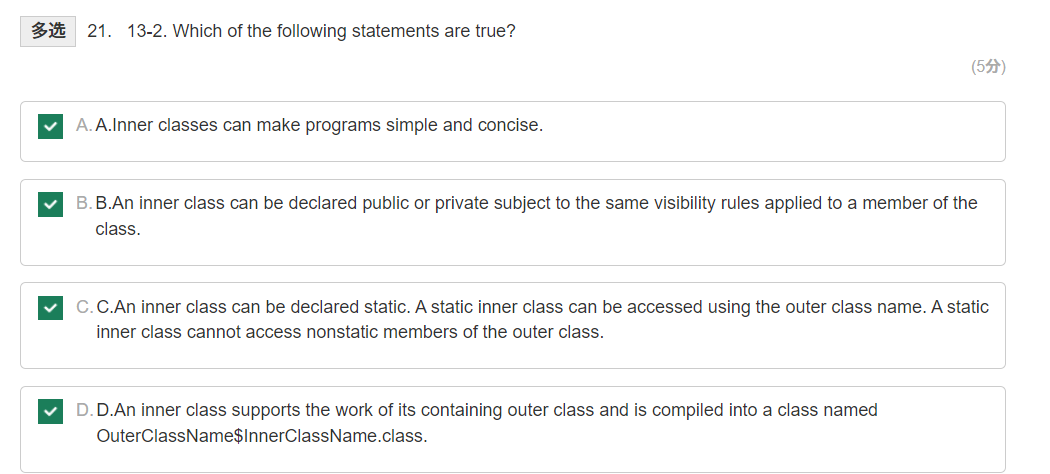 多选 21. 13-2. Which of the following statements are true?
(5分)
A. A.Inner classes can make programs simple and concise.
B. B.An inner class can be declared public or private subject to the same visibility rules applied to a member of the
class.
C. C.An inner class can be declared static. A static inner class can be accessed using the outer class name. A static
inner class cannot access nonstatic members of the outer class.
D. D.An inner class supports the work of its containing outer class and is compiled into a class named
OuterClassName$InnerClassName.class.